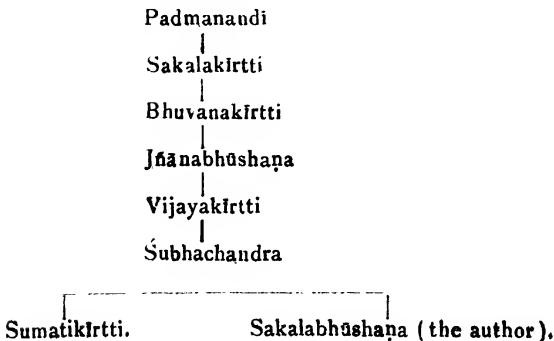 Padmanandi
Sakalakīrtti
Bhuvanakīrtti
Jñānabhūshaṇa
Vijayakīrtti
Śubhachandra
Sumatikīrtti. Sakalabhūshaṇa ( the author ).